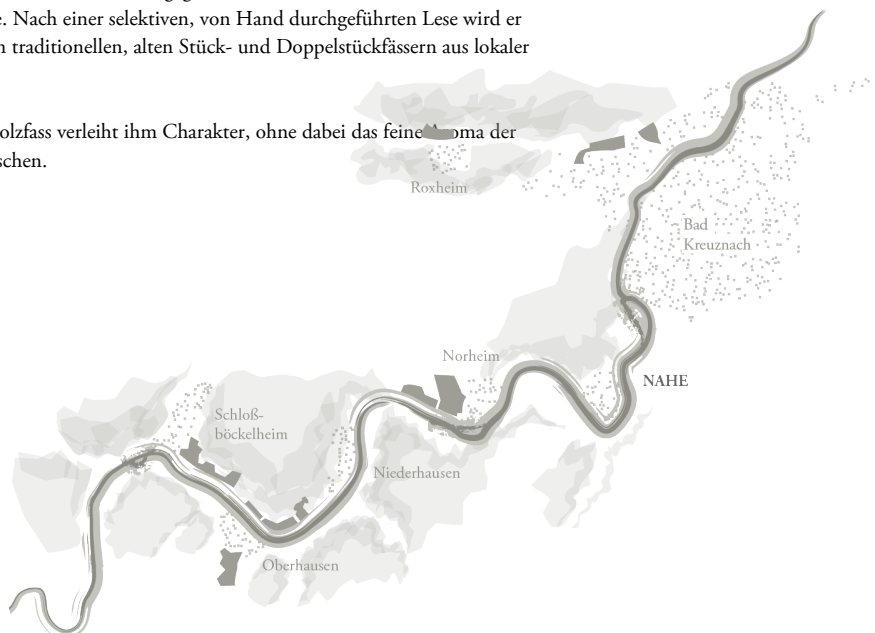 e. Nach einer selektiven, von Hand durchgeführten Lese wird er
n traditionellen, alten Stück- und Doppelstückfässern aus lokaler
olzfass verleiht ihm Charakter, ohne dabei das feine Aroma der
schen.
Roxheim
Bad
Kreuznach
Norheim
NAHE
Schloß-
böckelheim
Niederhausen
Oberhausen